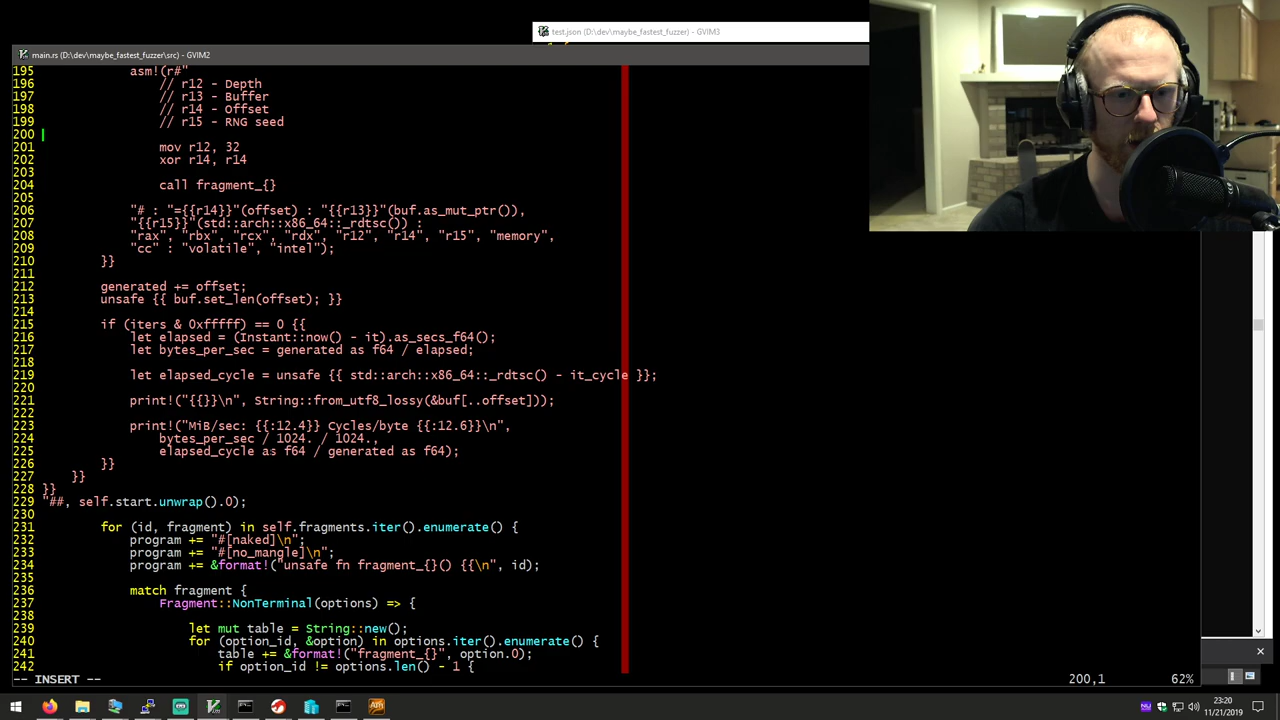 test.json (D:\dev\maybe_fastest_fuzzer) - GVIM3
main.rs (D:\dev\maybe_fastest_fuzzer\src) - GVIM2
195 asm!(r#"
196 // r12 - Depth
197 // r13 - Buffer
198 // r14 - Offset
199 // r15 - RNG seed
200
201 mov r12, 32
202 xor r14, r14
203
204 call fragment_{}
205
206 "# : "={{r14}}"(offset) : "{{r13}}"(buf.as_mut_ptr()),
207 "{{r15}}"(std::arch::x86_64::_rdtsc()) :
208 "rax", "rbx", "rcx", "rdx", "r12", "r14", "r15", "memory",
209 "cc" : "volatile", "intel");
210 }}
211
212 generated += offset;
213 unsafe {{ buf.set_len(offset); }}
214
215 if (iters & 0xfffff) == 0 {{
216 let elapsed = (Instant::now() - it).as_secs_f64();
217 let bytes_per_sec = generated as f64 / elapsed;
218
219 let elapsed_cycle = unsafe {{ std::arch::x86_64::_rdtsc() - it_cycle }};
220
221 print!("{{}}\n", String::from_utf8_lossy(&buf[..offset]));
222
223 print!("MiB/sec: {{:12.4}} Cycles/byte {{:12.6}}\n",
224 bytes_per_sec / 1024. / 1024.,
225 elapsed_cycle as f64 / generated as f64);
226 }}
227 }}
228 }}
229 "##, self.start.unwrap().0);
230
231 for (id, fragment) in self.fragments.iter().enumerate() {
232 program += "#[naked]\n";
233 program += "#[no_mangle]\n";
234 program += &format!("unsafe fn fragment_{}() {{\n", id);
235
236 match fragment {
237 Fragment::NonTerminal(options) => {
238
239 let mut table = String::new();
240 for (option_id, &option) in options.iter().enumerate() {
241 table += &format!("fragment_{}", option.0);
242 if option_id != options.len() - 1 {
-- INSERT -- 200,1 62%
23:20
11/21/2019